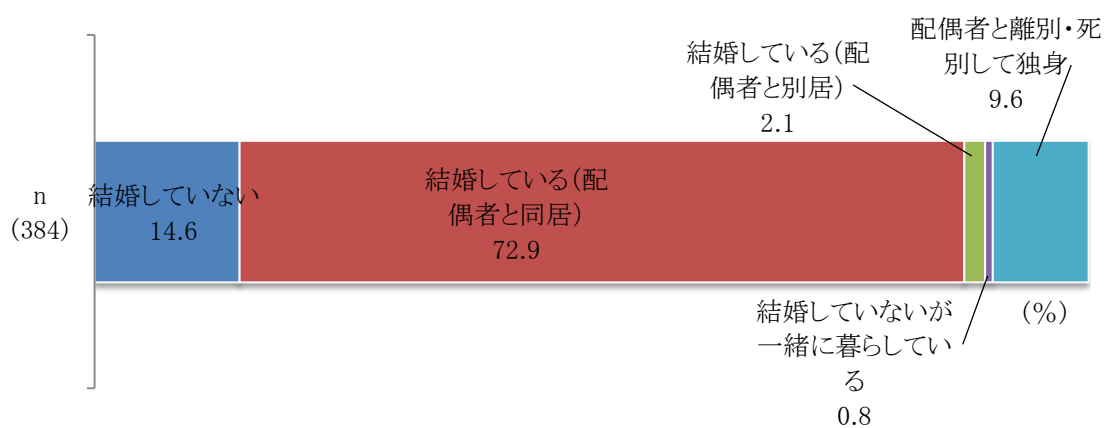 配偶者と離別・死
別して独身
9.6
結婚している(配
偶者と別居)
2.1
n
(384)
結婚していない
14.6
結婚している(配
偶者と同居)
72.9
結婚していないが
一緒に暮らしてい
る
0.8
(%)